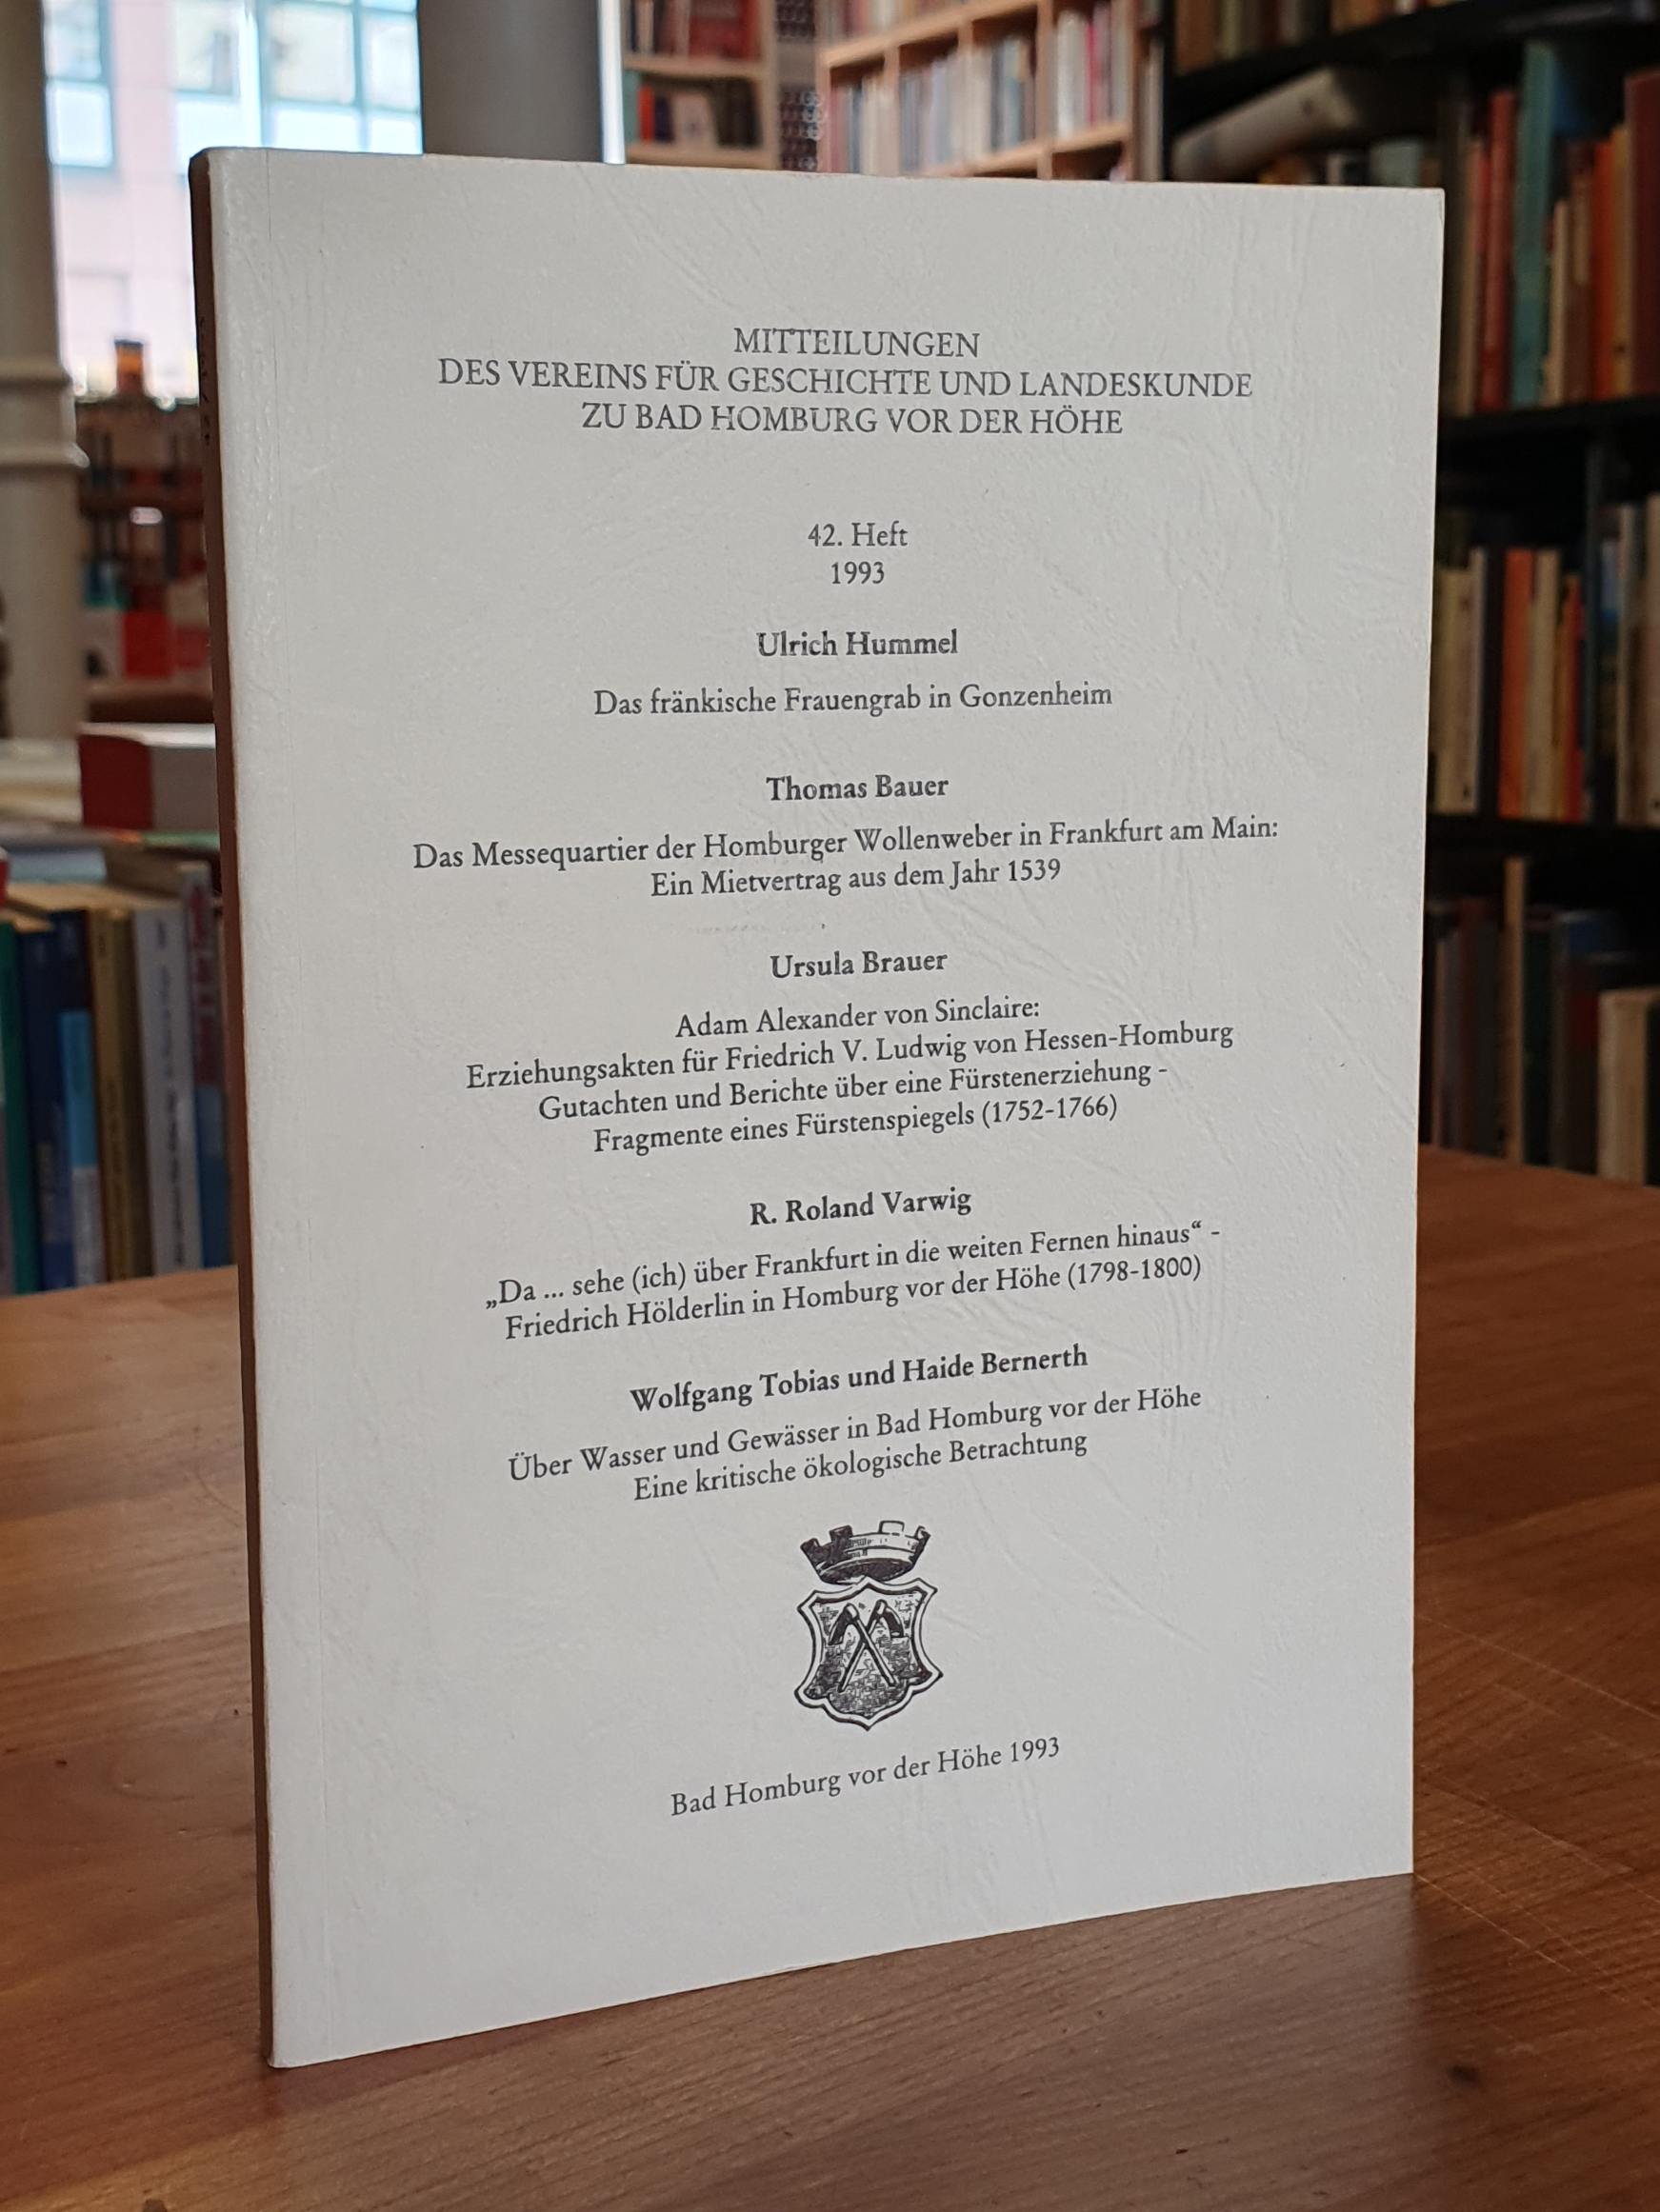 MITTEILUNGEN
DES VEREINS FÜR GESCHICHTE UND LANDESKUNDE
ZU BAD HOMBURG VOR DER HÖHE
42. Heft
1993
Ulrich Hummel
Das fränkische Frauengrab in Gonzenheim
Thomas Bauer
Das Messequartier der Homburger Wollenweber in Frankfurt am Main:
Ein Mietvertrag aus dem Jahr 1539
Ursula Brauer
Adam Alexander von Sinclaire:
Erziehungsakten für Friedrich V. Ludwig von Hessen-Homburg
Gutachten und Berichte über eine Fürstenerziehung -
Fragmente eines Fürstenspiegels (1752-1766)
R. Roland Varwig
„Da ... sehe (ich) über Frankfurt in die weiten Fernen hinaus“ -
Friedrich Hölderlin in Homburg vor der Höhe (1798-1800)
Wolfgang Tobias und Haide Bernerth
Über Wasser und Gewässer in Bad Homburg vor der Höhe
Eine kritische ökologische Betrachtung
Bad Homburg vor der Höhe 1993